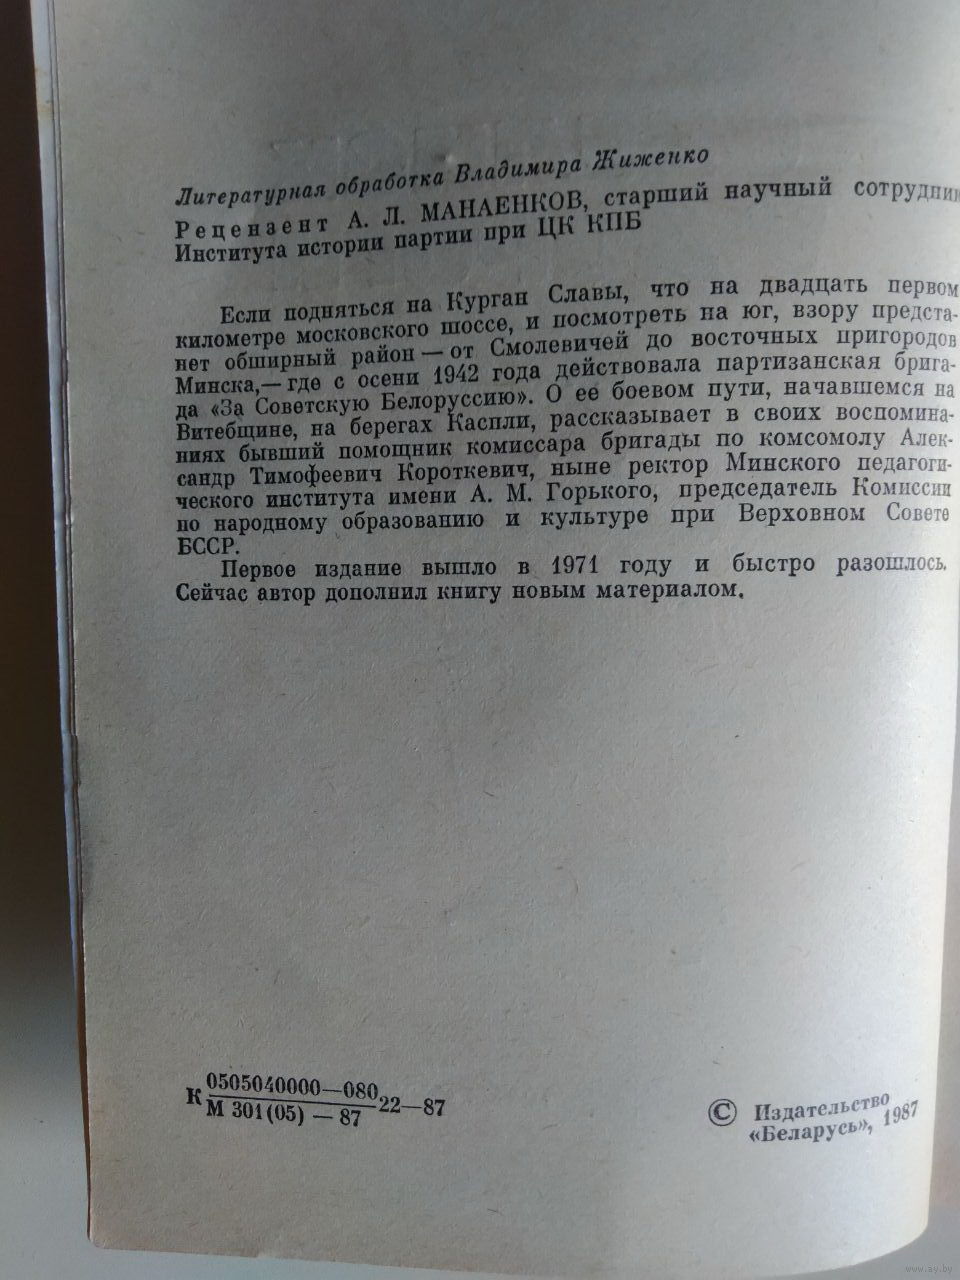 Литературная обработка Владимира Жиженко
Рецензент А. Л. МАНАЕНКОВ, старший научный сотрудник
Института истории партии при ЦК КПБ
Если подняться на Курган Славы, что на двадцать первом
километре московского шоссе, и посмотреть на юг, взору предста-
нет обширный район — от Смолевичей до восточных пригородов
Минска,— где с осени 1942 года действовала партизанская брига-
да «За Советскую Белоруссию». О ее боевом пути, начавшемся на
Витебщине, на берегах Каспли, рассказывает в своих воспомина-
ниях бывший помощник комиссара бригады по комсомолу Алек-
сандр Тимофеевич Короткевич, ныне ректор Минского педагоги-
ческого института имени А. М. Горького, председатель Комиссии
по народному образованию и культуре при Верховном Совете
БССР.
Первое издание вышло в 1971 году и быстро разошлось.
Сейчас автор дополнил книгу новым материалом.
К 0505040000—080 22—87
М 301(05) — 87
© Издательство
«Беларусь», 1987
www.ay.by